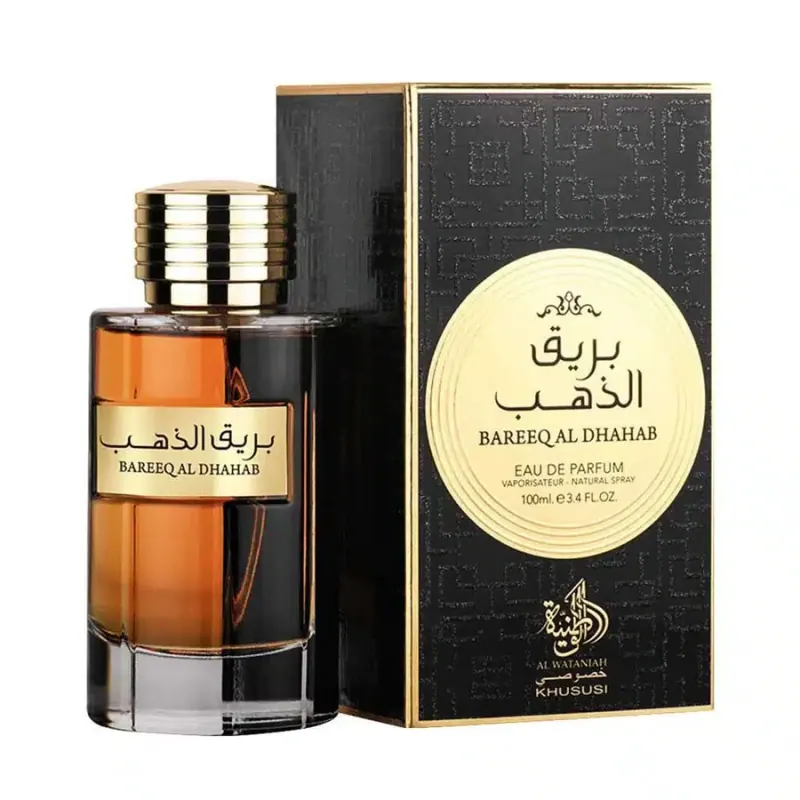 بريق الذهب
BAREEQ AL DHAHAB
بريق
الذهب
BAREEQ AL DHAHAB
EAU DE PARFUM
VAPORISATEUR - NATURAL SPRAY
100ml. e 3.4 FL.OZ.
الوطنية
AL WATANIAH
خصوصي
KHUSUSI